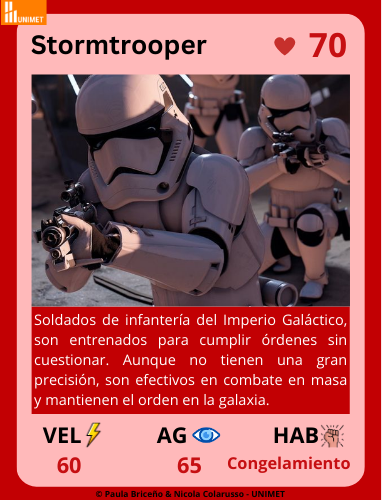 UNIMET
Stormtrooper
70
Soldados de infantería del Imperio Galáctico,
son entrenados para cumplir órdenes sin
cuestionar. Aunque no tienen una gran
precisión, son efectivos en combate en masa
y mantienen el orden en la galaxia.
VEL AG HAB
60 65 Congelamiento
© Paula Briceño & Nicola Colarusso - UNIMET